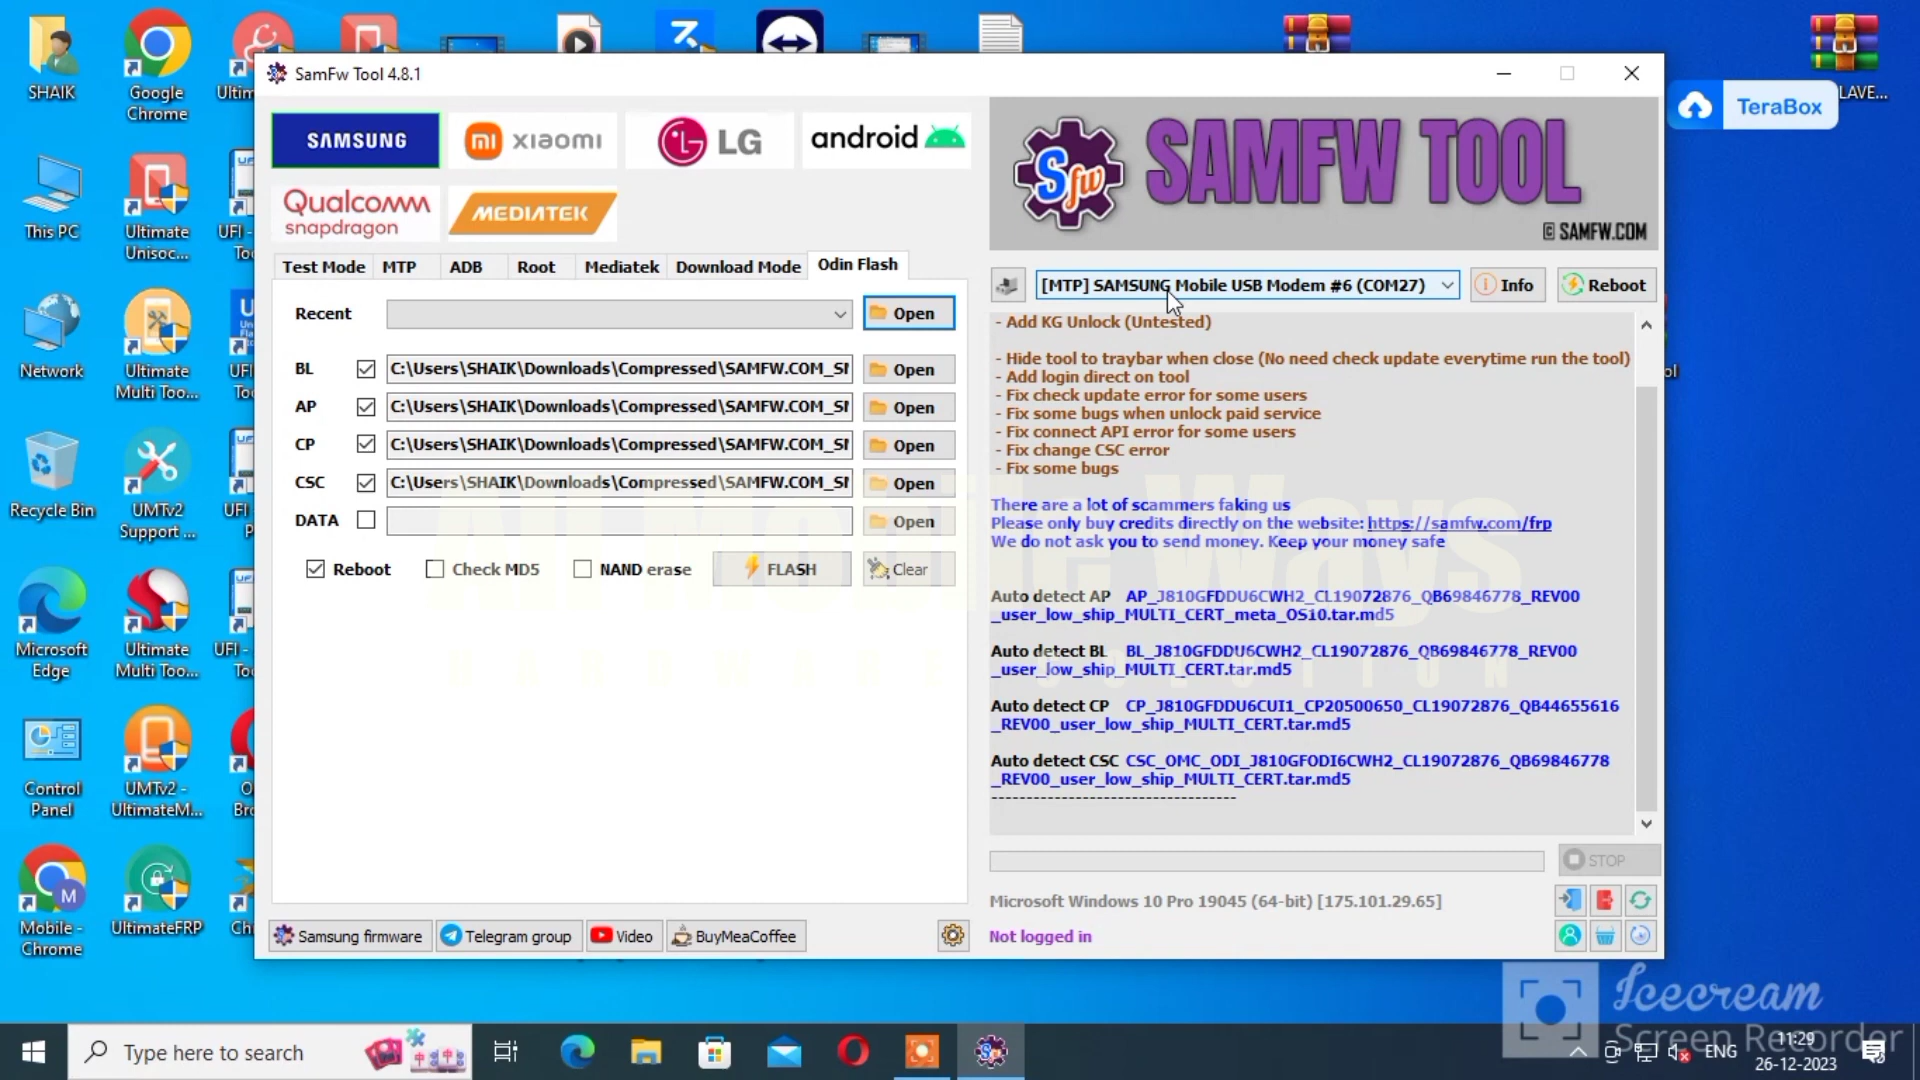 SHAIK
Google
Chrome
This PC
Ultimate
Unisoc...
Network
Ultimate
Multi Too...
Recycle Bin
UMTv2
Support ...
Microsoft
Edge
Ultimate
Multi Too...
Control
Panel
UMTv2 -
UltimateM...
Mobile -
Chrome
UltimateFRP
LAVE...
TeraBox
SamFw Tool 4.8.1
SAMSUNG
xiaomi
LG
android
Qualcomm
snapdragon
MEDIATEK
Sfw
SAMFW TOOL
© SAMFW.COM
Test Mode
MTP
ADB
Root
Mediatek
Download Mode
Odin Flash
Recent
Open
BL
C:\Users\SHAIK\Downloads\Compressed\SAMFW.COM_SM
Open
AP
C:\Users\SHAIK\Downloads\Compressed\SAMFW.COM_SM
Open
CP
C:\Users\SHAIK\Downloads\Compressed\SAMFW.COM_SM
Open
CSC
C:\Users\SHAIK\Downloads\Compressed\SAMFW.COM_SM
Open
DATA
Open
Reboot
Check MD5
NAND erase
FLASH
Clear
[MTP] SAMSUNG Mobile USB Modem #6 (COM27)
Info
Reboot
- Add KG Unlock (Untested)
- Hide tool to traybar when close (No need check update everytime run the tool)
- Add login direct on tool
- Fix check update error for some users
- Fix some bugs when unlock paid service
- Fix connect API error for some users
- Fix change CSC error
- Fix some bugs
There are a lot of scammers faking us
Please only buy credits directly on the website: https://samfw.com/frp
We do not ask you to send money. Keep your money safe
Auto detect AP AP_J810GFDDU6CWH2_CL19072876_QB69846778_REV00
_user_low_ship_MULTI_CERT_meta_OS10.tar.md5
Auto detect BL BL_J810GFDDU6CWH2_CL19072876_QB69846778_REV00
_user_low_ship_MULTI_CERT.tar.md5
Auto detect CP CP_J810GFDDU6CUI1_CP20500650_CL19072876_QB44655616
_REV00_user_low_ship_MULTI_CERT.tar.md5
Auto detect CSC CSC_OMC_ODI_J810GFODI6CWH2_CL19072876_QB69846778
_REV00_user_low_ship_MULTI_CERT.tar.md5
-----------------------------------
STOP
Microsoft Windows 10 Pro 19045 (64-bit) [175.101.29.65]
Not logged in
Samsung firmware
Telegram group
Video
BuyMeaCoffee
Icecream
Screen Recorder
Type here to search
ENG
11:29
26-12-2023